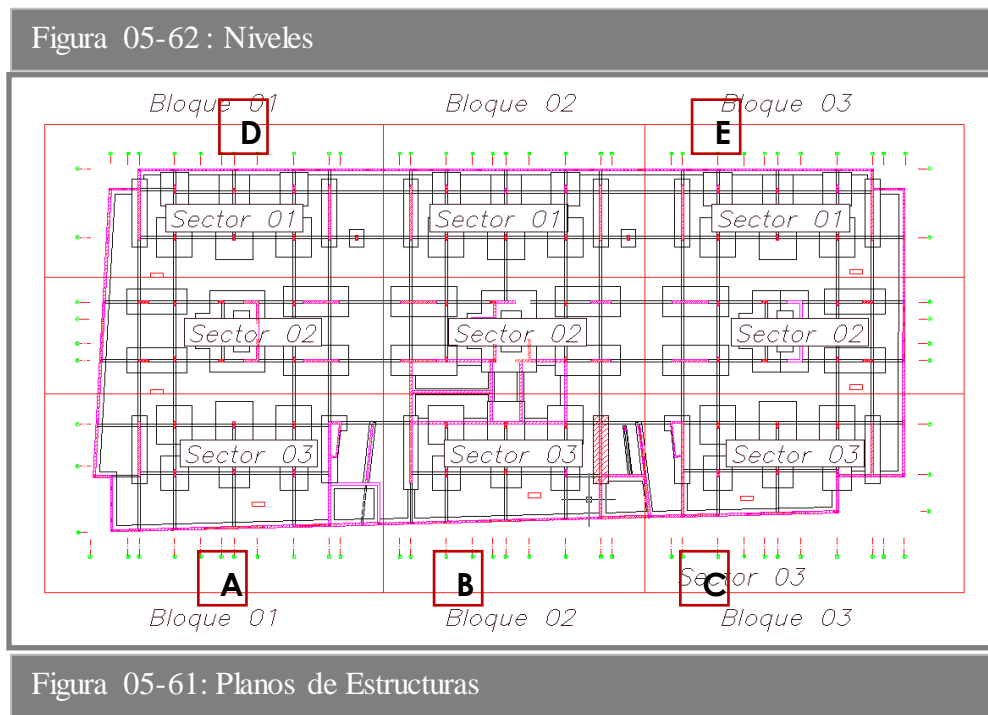 Figura 05-62 : Niveles
Bloque 01 Bloque 02 Bloque 03
D E
Sector 01 Sector 01 Sector 01
Sector 02 Sector 02 Sector 02
Sector 03 Sector 03 Sector 03
A B C
Sector 03
Bloque 01 Bloque 02 Bloque 03
Figura 05-61: Planos de Estructuras